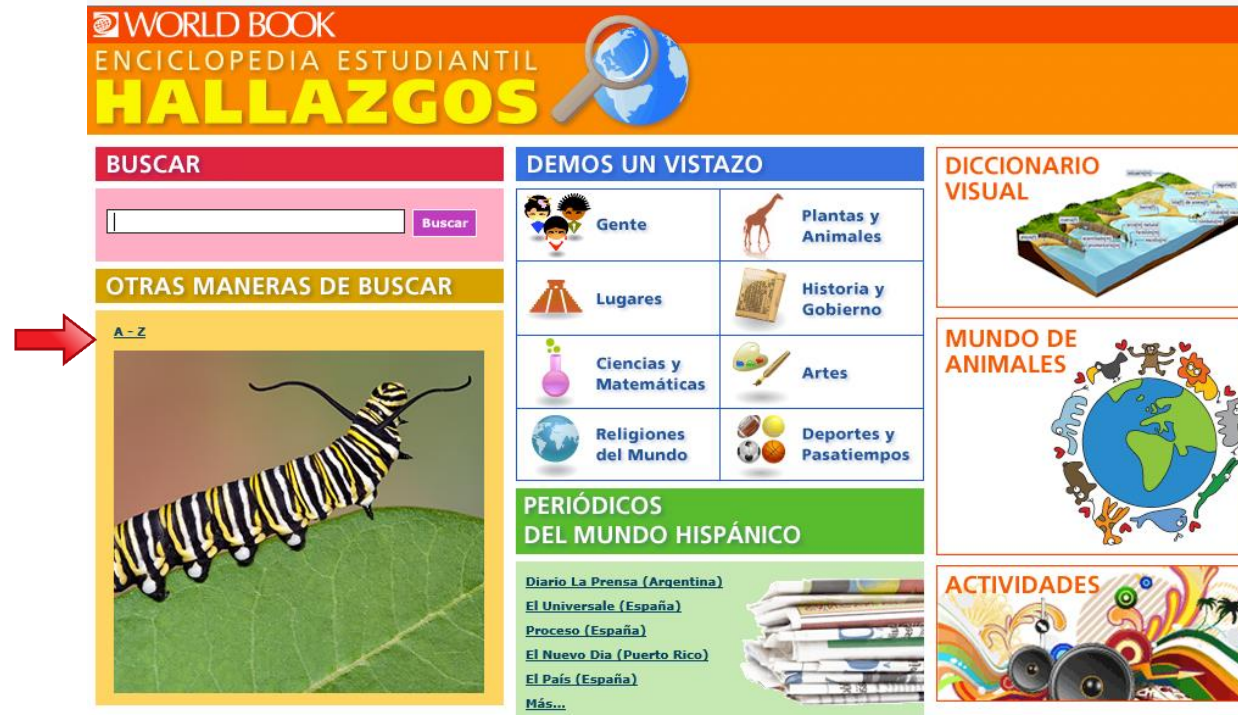 WORLD BOOK
ENCICLOPEDIA ESTUDIANTIL
HALLAZGOS
BUSCAR
Buscar
OTRAS MANERAS DE BUSCAR
A - Z
DEMOS UN VISTAZO
Gente
Plantas y
Animales
Lugares
Historia y
Gobierno
Ciencias y
Matemáticas
Artes
Religiones
del Mundo
Deportes y
Pasatiempos
PERIÓDICOS
DEL MUNDO HISPÁNICO
Diario La Prensa (Argentina)
El Universale (España)
Proceso (España)
El Nuevo Dia (Puerto Rico)
El País (España)
Más...
DICCIONARIO
VISUAL
MUNDO DE
ANIMALES
ACTIVIDADES